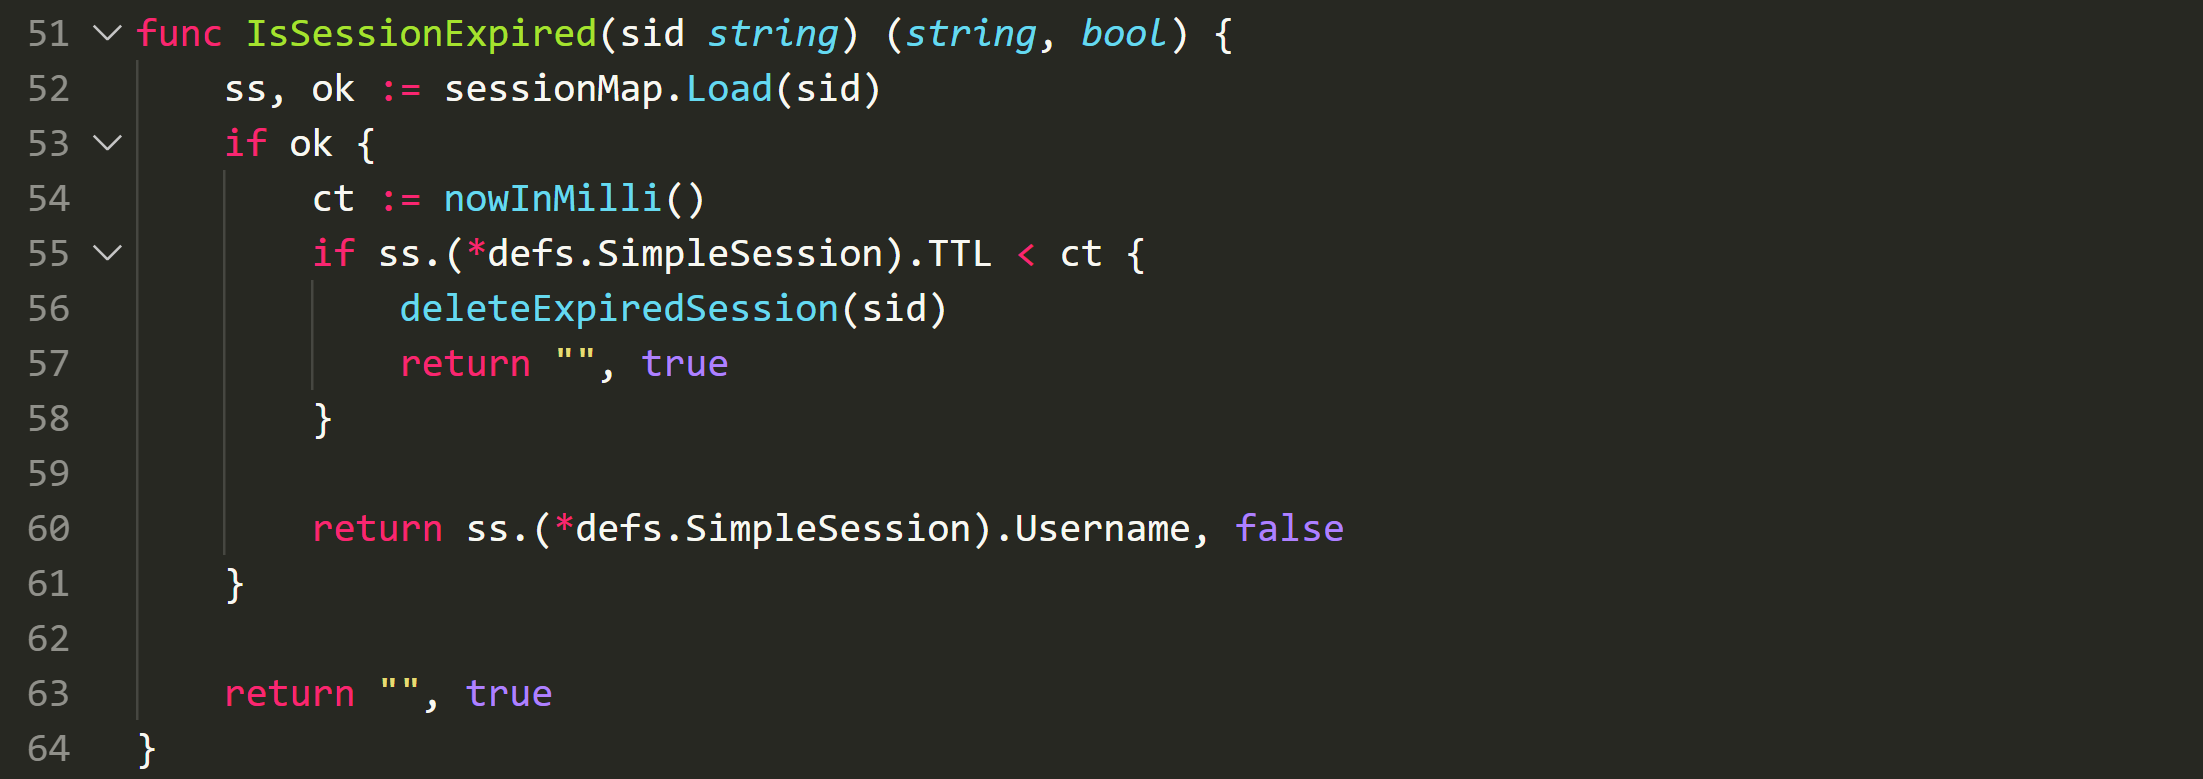 51 func IsSessionExpired(sid string) (string, bool) {
52     ss, ok := sessionMap.Load(sid)
53     if ok {
54         ct := nowInMilli()
55         if ss.(*defs.SimpleSession).TTL < ct {
56             deleteExpiredSession(sid)
57             return "", true
58         }
59
60         return ss.(*defs.SimpleSession).Username, false
61     }
62
63     return "", true
64 }